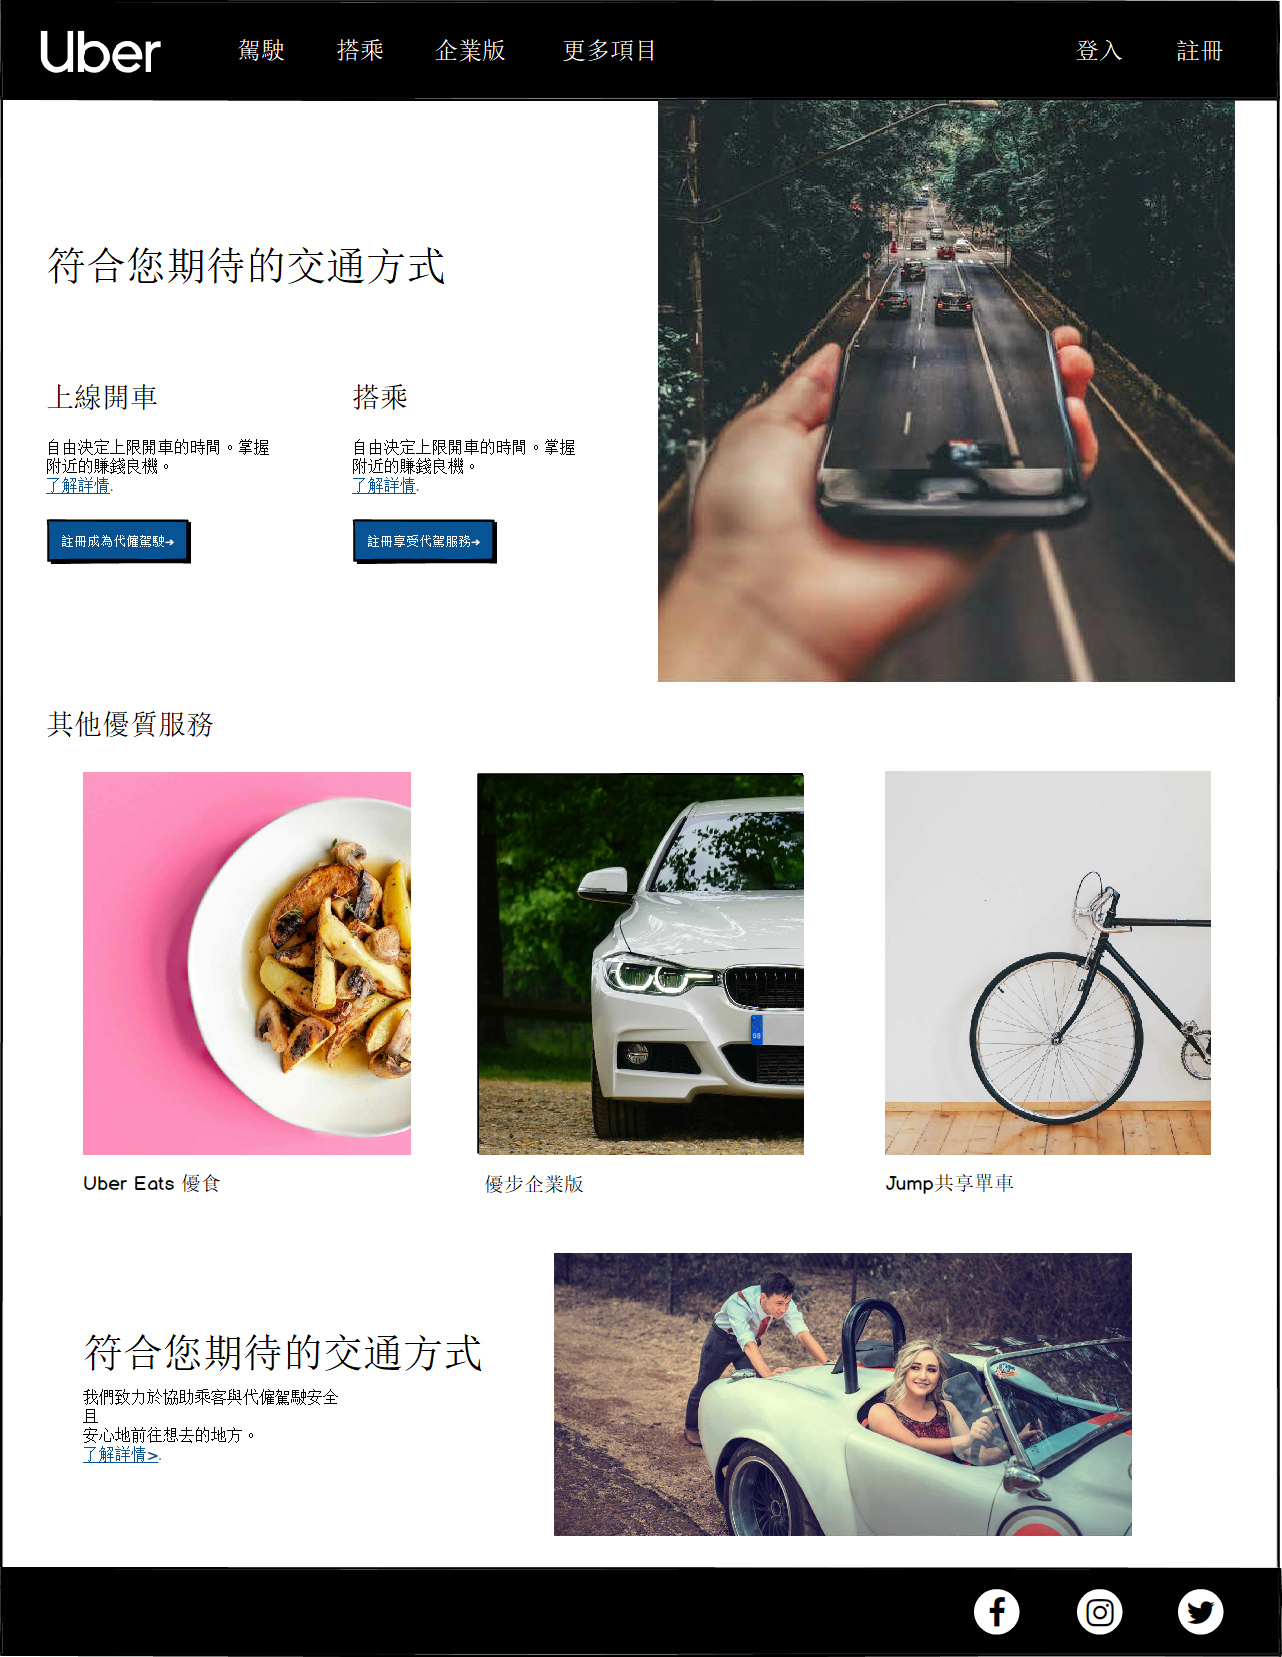 Uber 駕駛 搭乘 企業版 更多項目 登入 註冊
符合您期待的交通方式
上線開車
自由決定上限開車的時間。掌握
附近的賺錢良機。
了解詳情.
註冊成為代僱駕駛→
搭乘
自由決定上限開車的時間。掌握
附近的賺錢良機。
了解詳情.
註冊享受代駕服務→
其他優質服務
Uber Eats 優食
優步企業版
Jump共享單車
符合您期待的交通方式
我們致力於協助乘客與代僱駕駛安全
且
安心地前往想去的地方。
了解詳情>.